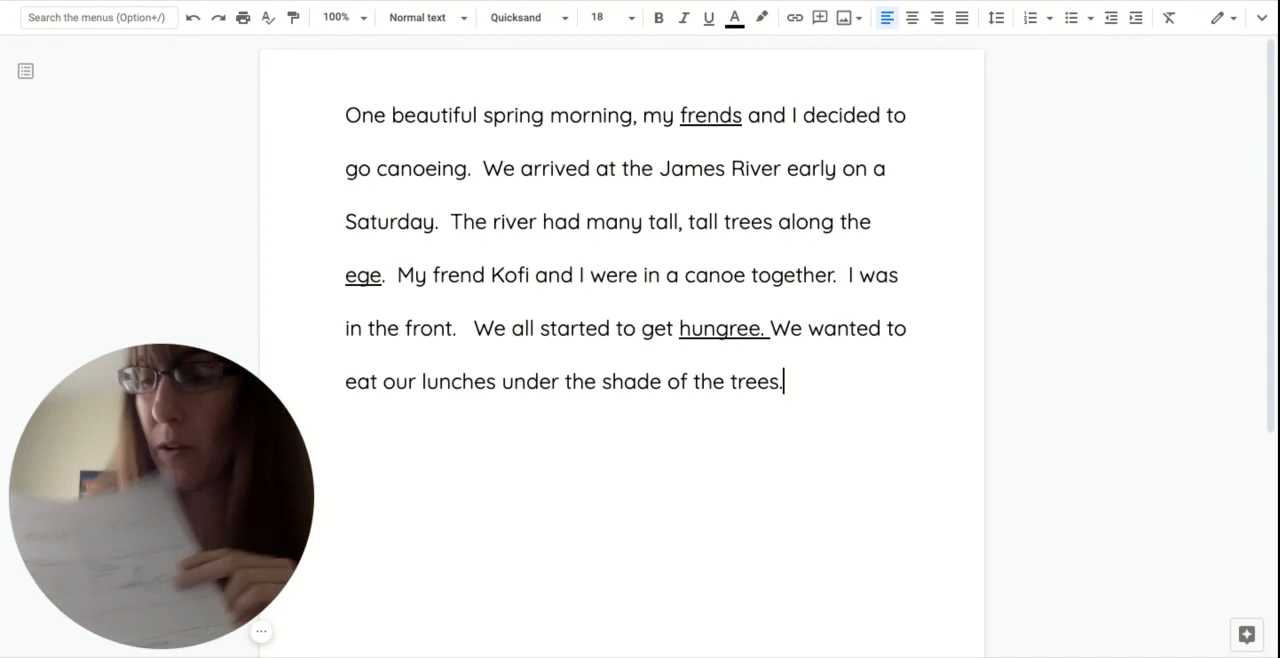 Search the menus (Option+/) 100% Normal text Quicksand 18 B I U A
One beautiful spring morning, my frends and I decided to
go canoeing. We arrived at the James River early on a
Saturday. The river had many tall, tall trees along the
ege. My frend Kofi and I were in a canoe together. I was
in the front. We all started to get hungree. We wanted to
eat our lunches under the shade of the trees.